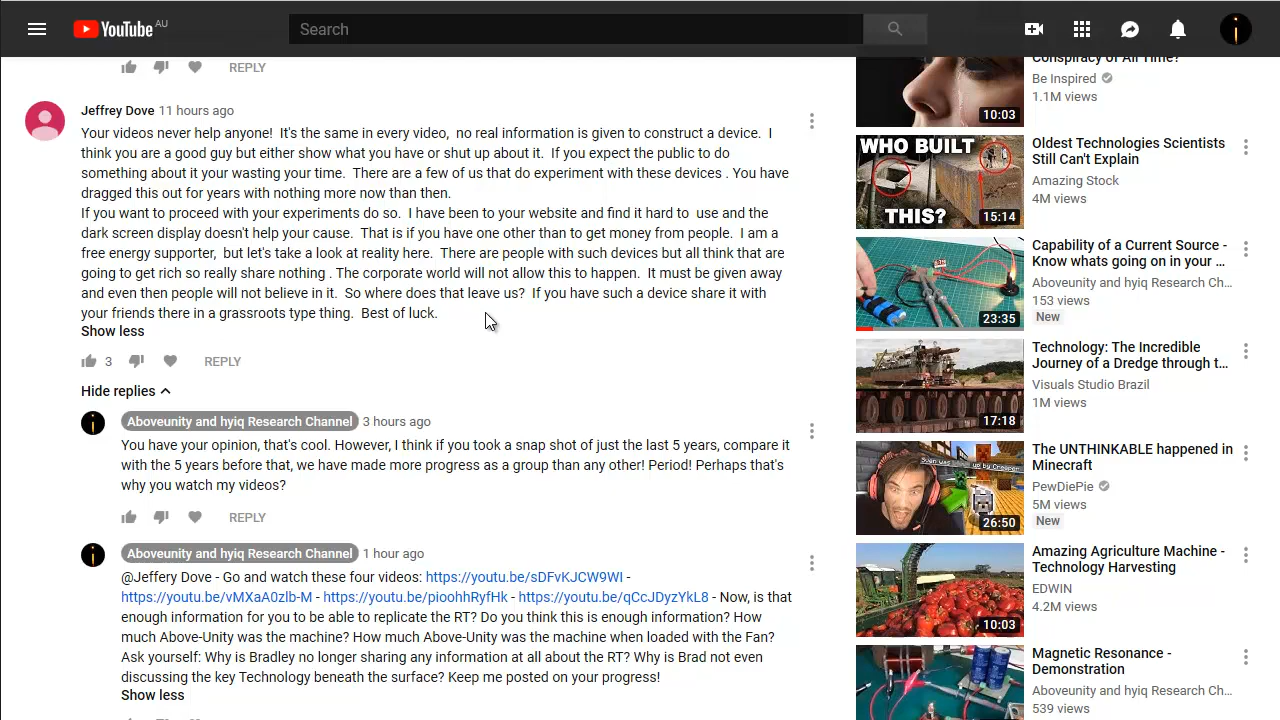 YouTube AU
Search
REPLY
Jeffrey Dove 11 hours ago
Your videos never help anyone! It's the same in every video, no real information is given to construct a device. I
think you are a good guy but either show what you have or shut up about it. If you expect the public to do
something about it your wasting your time. There are a few of us that do experiment with these devices . You have
dragged this out for years with nothing more now than then.
If you want to proceed with your experiments do so. I have been to your website and find it hard to use and the
dark screen display doesn't help your cause. That is if you have one other than to get money from people. I am a
free energy supporter, but let's take a look at reality here. There are people with such devices but all think that are
going to get rich so really share nothing . The corporate world will not allow this to happen. It must be given away
and even then people will not believe in it. So where does that leave us? If you have such a device share it with
your friends there in a grassroots type thing. Best of luck.
Show less
3 REPLY
Hide replies
Aboveunity and hyiq Research Channel 3 hours ago
You have your opinion, that's cool. However, I think if you took a snap shot of just the last 5 years, compare it
with the 5 years before that, we have made more progress as a group than any other! Period! Perhaps that's
why you watch my videos?
REPLY
Aboveunity and hyiq Research Channel 1 hour ago
@Jeffery Dove - Go and watch these four videos: https://youtu.be/sDFvKJCW9WI -
https://youtu.be/vMXaA0zlb-M - https://youtu.be/pioohhRyfHk - https://youtu.be/qCcJDyzYkL8 - Now, is that
enough information for you to be able to replicate the RT? Do you think this is enough information? How
much Above-Unity was the machine? How much Above-Unity was the machine when loaded with the Fan?
Ask yourself: Why is Bradley no longer sharing any information at all about the RT? Why is Brad not even
discussing the key Technology beneath the surface? Keep me posted on your progress!
Show less
Conspiracy of All Time?
Be Inspired
1.1M views
10:03
WHO BUILT
THIS?
15:14
Oldest Technologies Scientists
Still Can't Explain
Amazing Stock
4M views
23:35
Capability of a Current Source -
Know whats going on in your ...
Aboveunity and hyiq Research Ch...
153 views
New
17:18
Technology: The Incredible
Journey of a Dredge through t...
Visuals Studio Brazil
1M views
26:50
The UNTHINKABLE happened in
Minecraft
PewDiePie
5M views
New
10:03
Amazing Agriculture Machine -
Technology Harvesting
EDWIN
4.2M views
Magnetic Resonance -
Demonstration
Aboveunity and hyiq Research Ch...
539 views